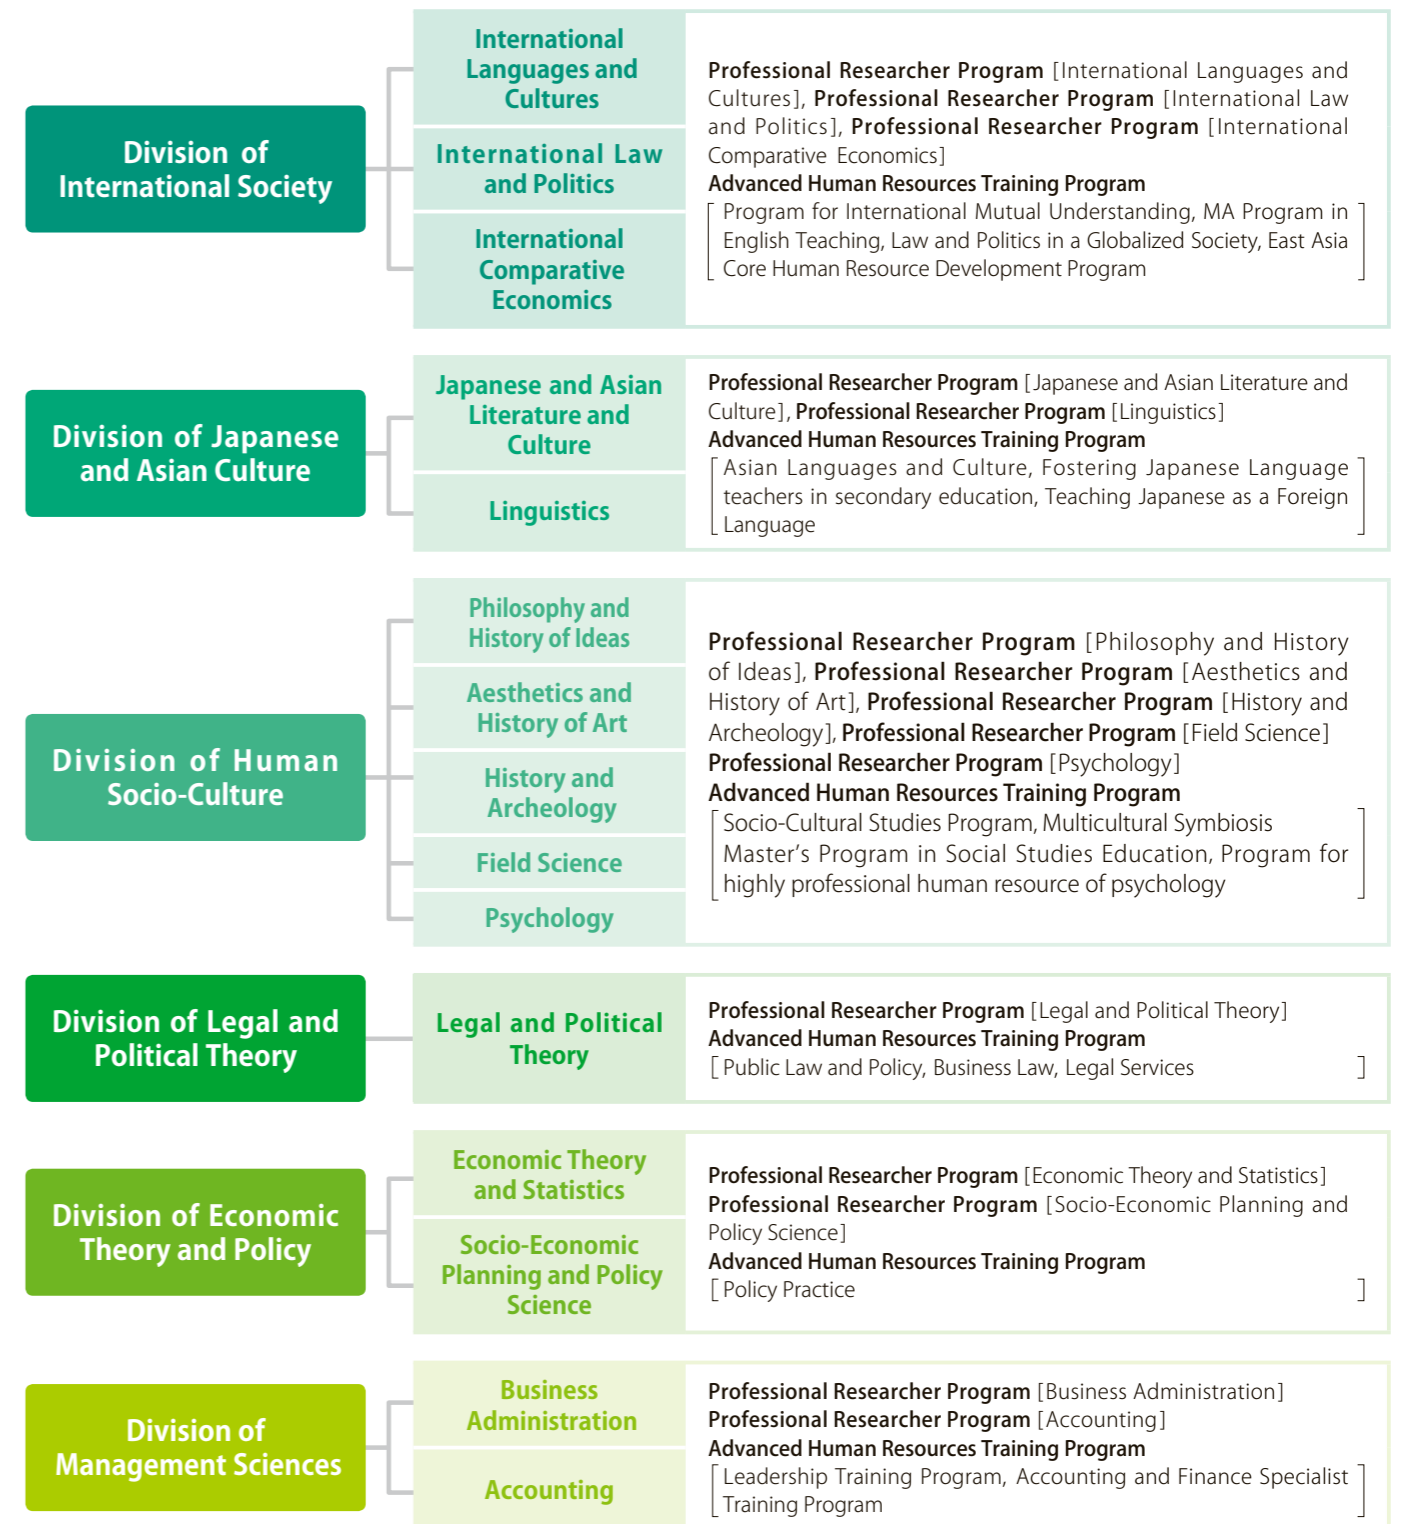 Division of
International Society
International
Languages and
Cultures
International Law
and Politics
International
Comparative
Economics
Professional Researcher Program [International Languages and
Cultures], Professional Researcher Program [International Law
and Politics], Professional Researcher Program [International
Comparative Economics]
Advanced Human Resources Training Program
[Program for International Mutual Understanding, MA Program in
English Teaching, Law and Politics in a Globalized Society, East Asia
Core Human Resource Development Program]
Division of Japanese
and Asian Culture
Japanese and Asian
Literature and
Culture
Linguistics
Professional Researcher Program [Japanese and Asian Literature and
Culture], Professional Researcher Program [Linguistics]
Advanced Human Resources Training Program
[Asian Languages and Culture, Fostering Japanese Language
teachers in secondary education, Teaching Japanese as a Foreign
Language]
Division of Human
Socio-Culture
Philosophy and
History of Ideas
Aesthetics and
History of Art
History and
Archeology
Field Science
Psychology
Professional Researcher Program [Philosophy and History
of Ideas], Professional Researcher Program [Aesthetics and
History of Art], Professional Researcher Program [History and
Archeology], Professional Researcher Program [Field Science]
Professional Researcher Program [Psychology]
Advanced Human Resources Training Program
[Socio-Cultural Studies Program, Multicultural Symbiosis
Master's Program in Social Studies Education, Program for
highly professional human resource of psychology]
Division of Legal and
Political Theory
Legal and Political
Theory
Professional Researcher Program [Legal and Political Theory]
Advanced Human Resources Training Program
[Public Law and Policy, Business Law, Legal Services]
Division of Economic
Theory and Policy
Economic Theory
and Statistics
Socio-Economic
Planning and Policy
Science
Professional Researcher Program [Economic Theory and Statistics]
Professional Researcher Program [Socio-Economic Planning and
Policy Science]
Advanced Human Resources Training Program
[Policy Practice]
Division of
Management Sciences
Business
Administration
Accounting
Professional Researcher Program [Business Administration]
Professional Researcher Program [Accounting]
Advanced Human Resources Training Program
[Leadership Training Program, Accounting and Finance Specialist
Training Program]